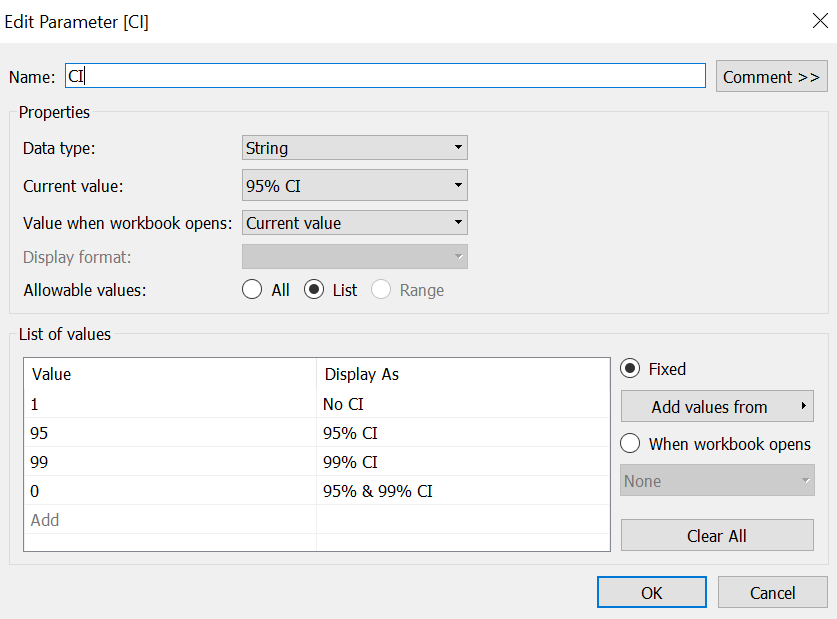 Edit Parameter [CI]
Name: CI Comment >>
Properties
Data type: String
Current value: 95% CI
Value when workbook opens: Current value
Display format:
Allowable values: All List Range
List of values
Value Display As
1 No CI
95 95% CI
99 99% CI
0 95% & 99% CI
Add
Fixed
Add values from
When workbook opens
None
Clear All
OK Cancel